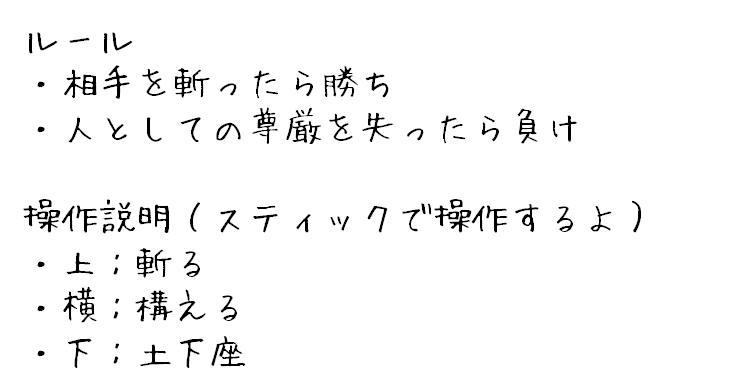 ルール
・相手を斬ったら勝ち
・人としての尊厳を失ったら負け
操作説明(スティックで操作するよ)
・上;斬る
・横;構える
・下;土下座